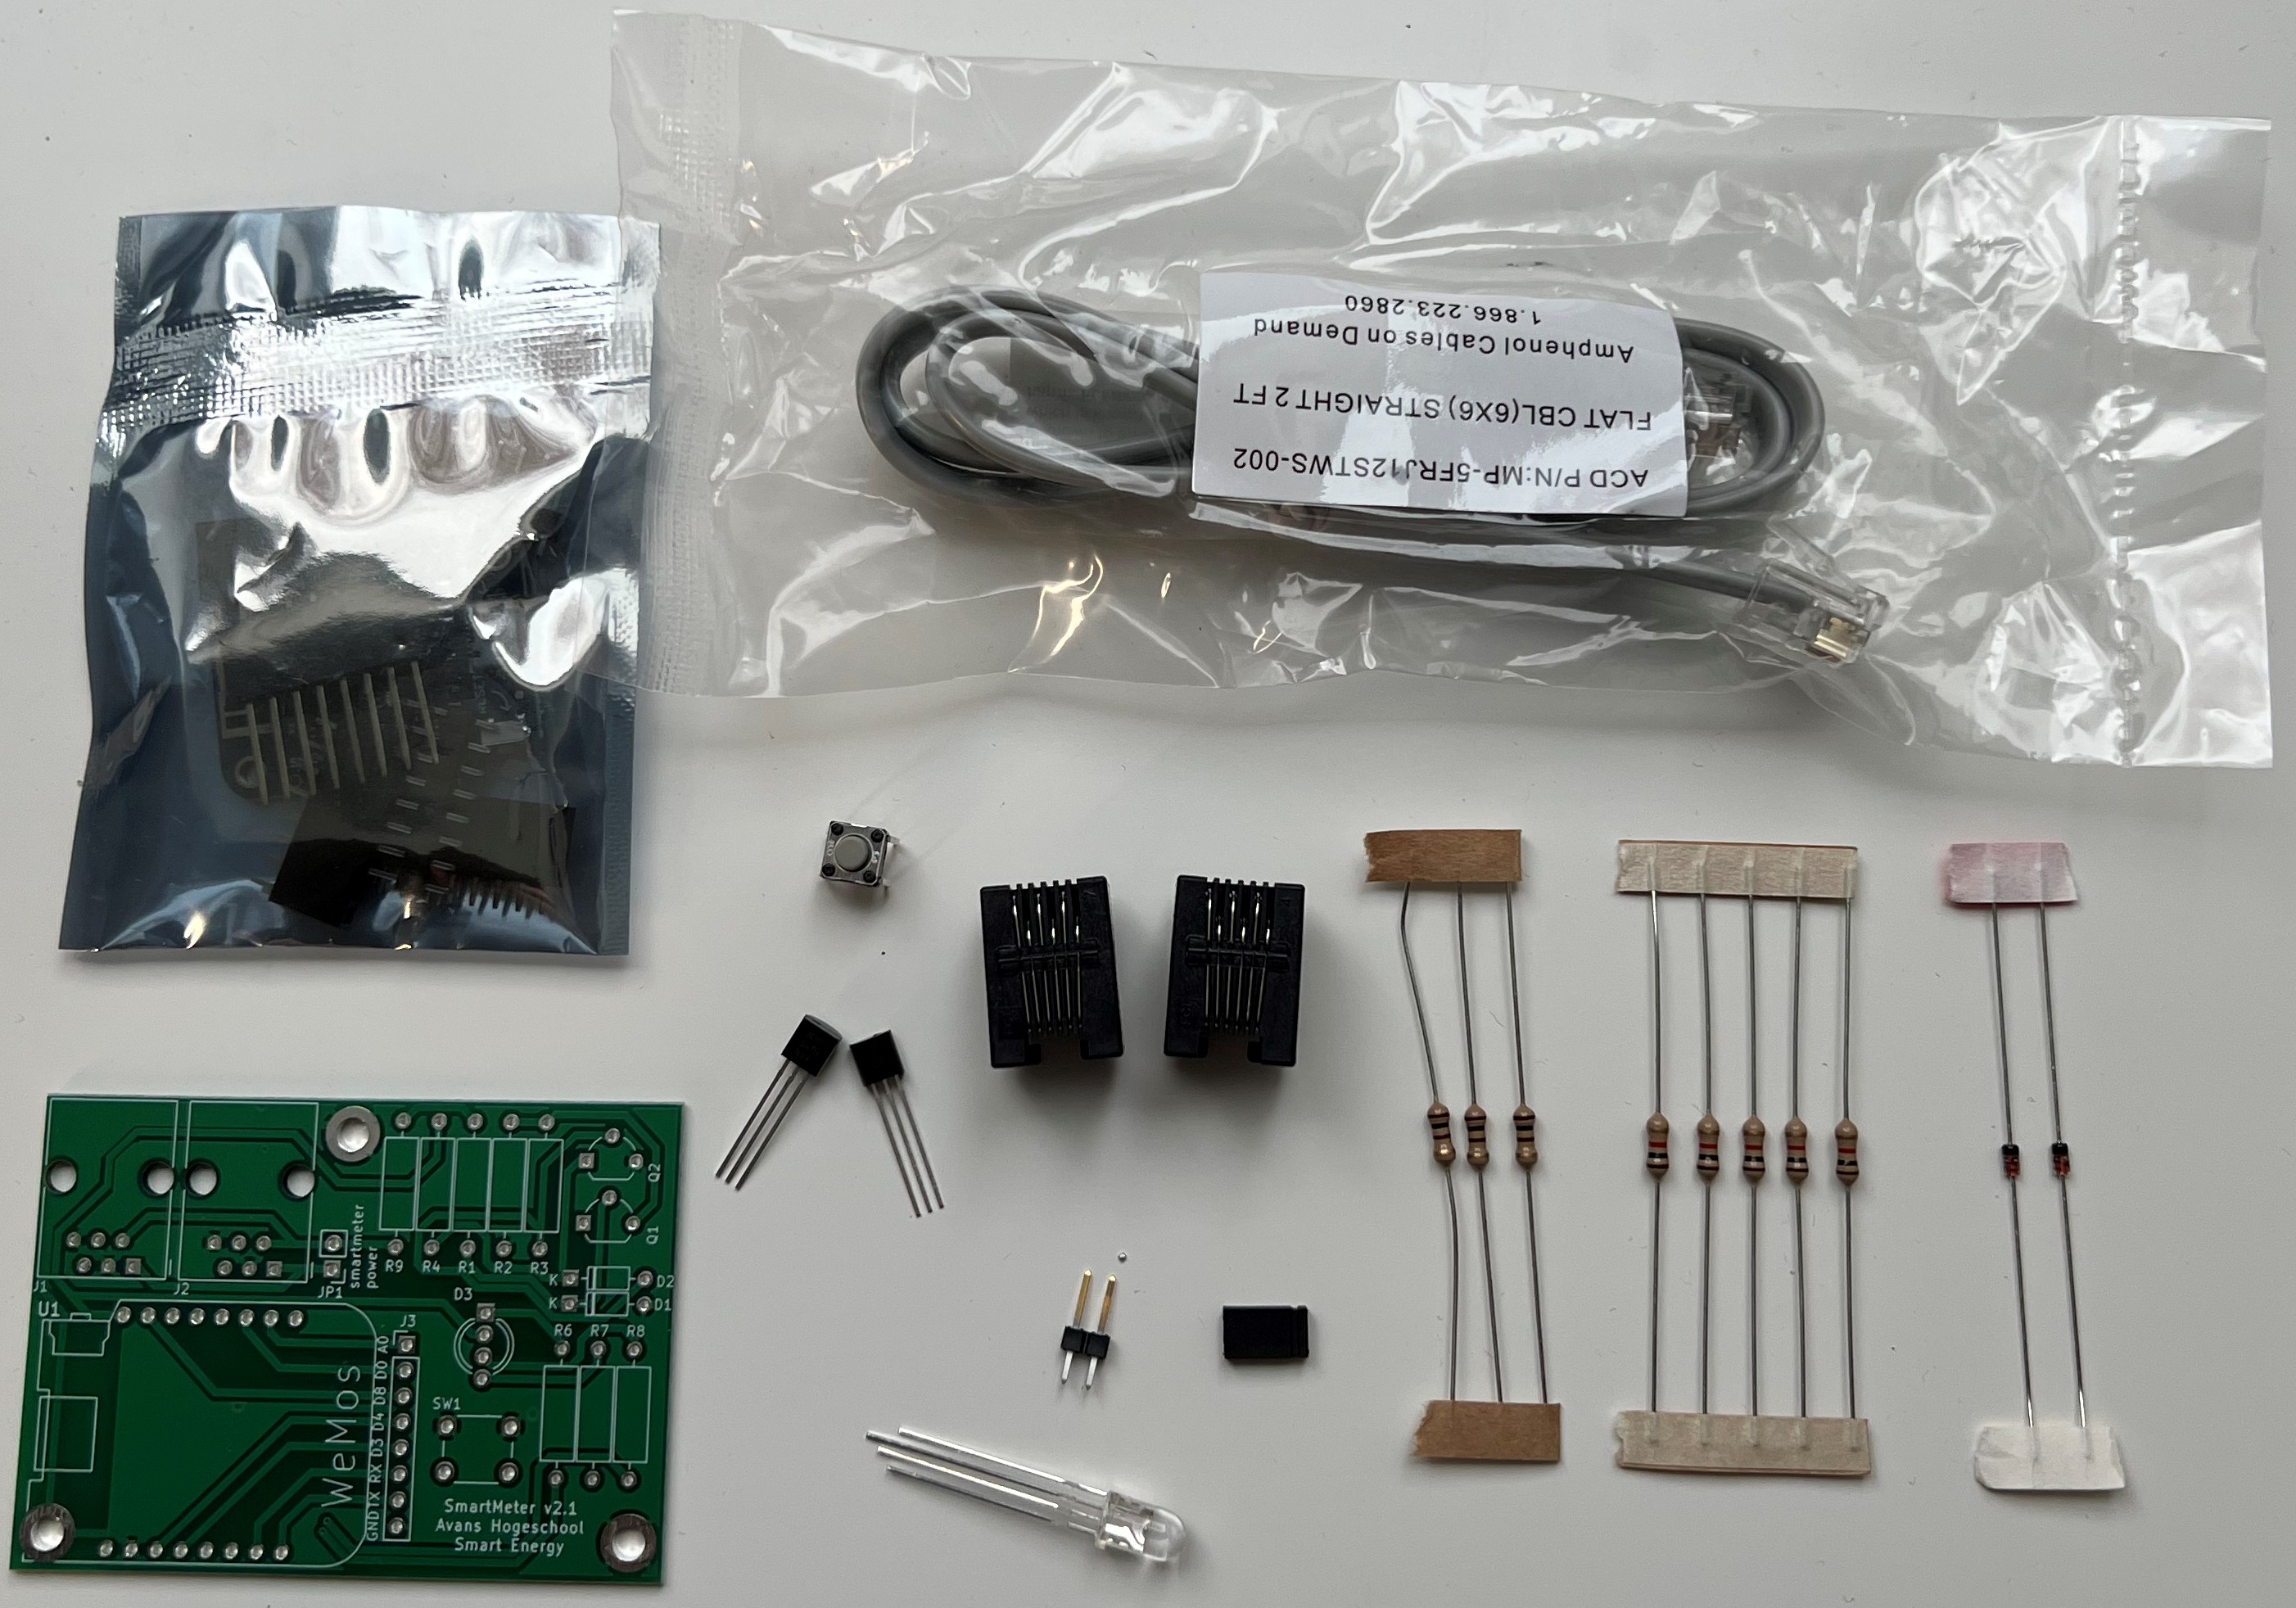 ACD P/N:MP-5FRJ12STWS-002
FLAT CBL(6X6) STRAIGHT 2 FT
Amphenol Cables on Demand
1.866.223.2860
Q2
Q1
smartmeter
power
J1
J2
JP1
R9
R4
R1
R2
R3
K
D2
K
D1
U1
D3
J3
R6
R7
R8
WeMos
A0
D0
D8
D4
D3
RX
TX
GND
SW1
SmartMeter v2.1
Avans Hogeschool
Smart Energy